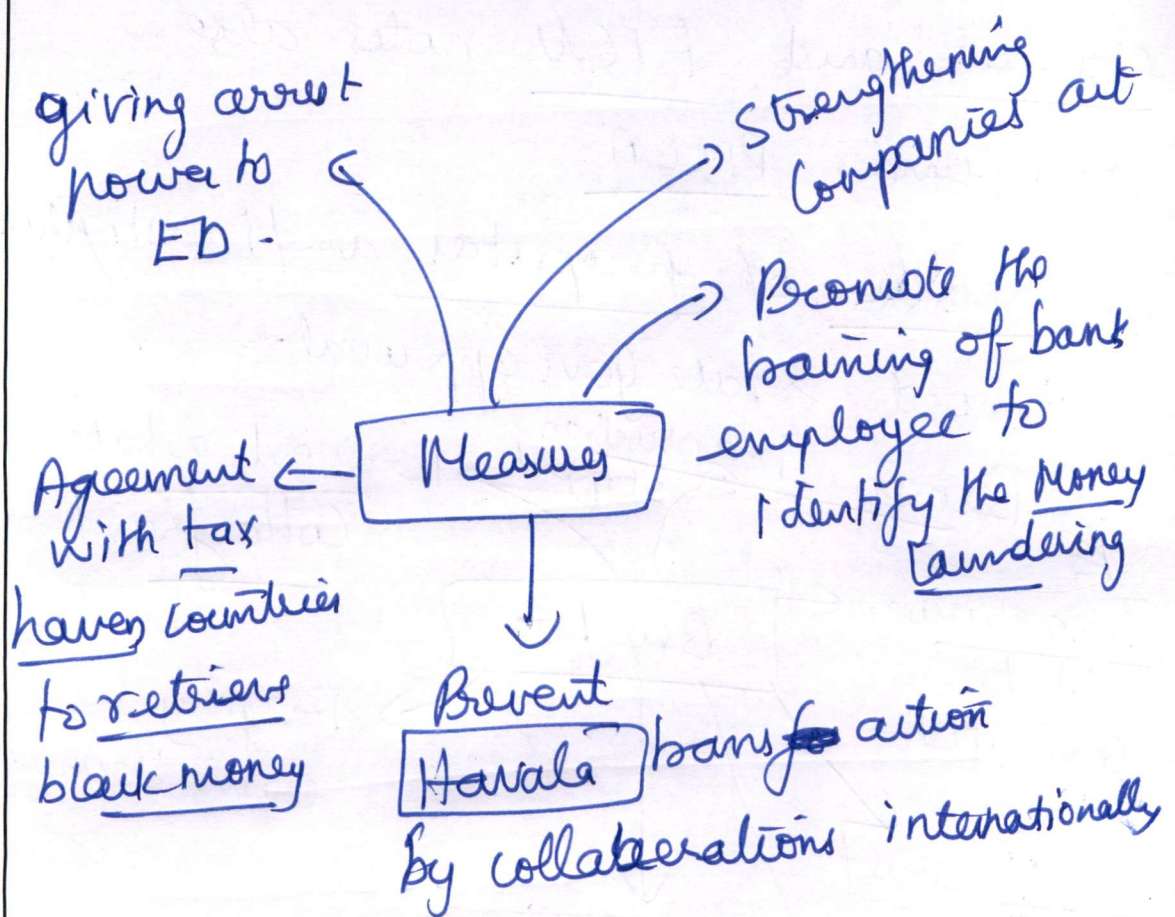 giving arrest
power to
ED -
Strengthening
Companies act
Promote the
training of bank
employee to
identify the Money
laundering
Measures
Agreement
with tax
haven countries
to retrieve
black money
Prevent
Havala transaction
by collaberations internationally